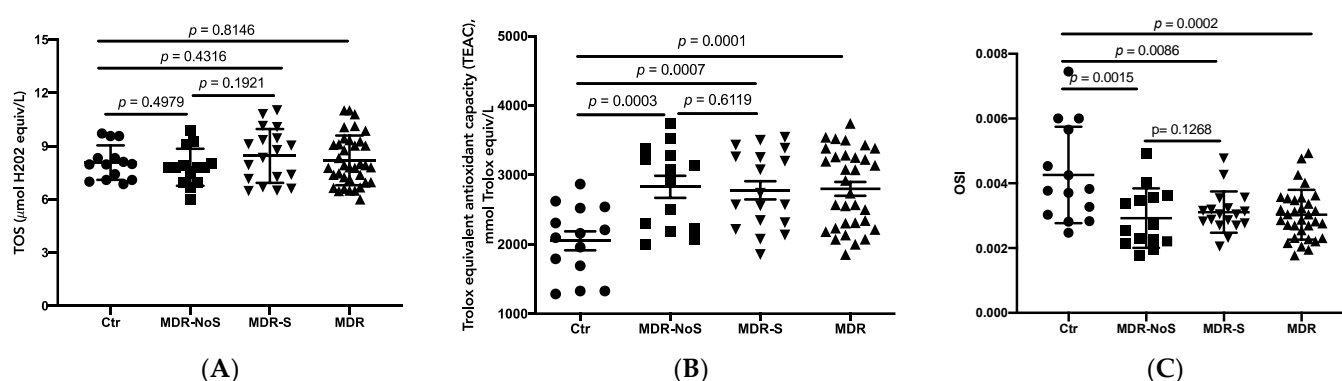 p = 0.8146
p = 0.4316
p = 0.1921
p = 0.4979
TOS (μmol H202 equiv/L)
15
12
9
6
3
0
Ctr
MDR-NoS
MDR-S
MDR
(A)
p = 0.0001
p = 0.0007
p = 0.0003
p = 0.6119
Trolox equivalent antioxidant capacity (TEAC),
mmol Trolox equiv/L
5000
4000
3000
2000
1000
Ctr
MDR-NoS
MDR-S
MDR
(B)
p = 0.0002
p = 0.0086
p = 0.0015
p= 0.1268
OSI
0.008
0.006
0.004
0.002
0.000
Ctr
MDR-NoS
MDR-S
MDR
(C)